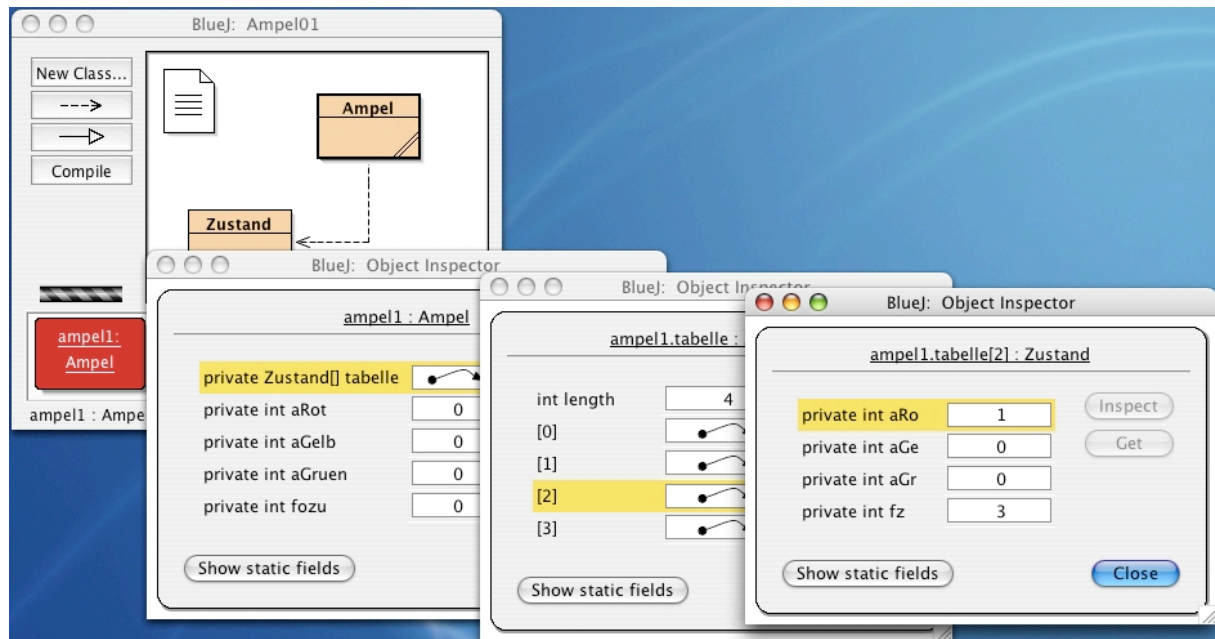 BlueJ: Ampel01
New Class...
Compile
Ampel
Zustand
ampel1:
Ampel
ampel1 : Ampe
BlueJ: Object Inspector
ampel1 : Ampel
private Zustand[] tabelle
private int aRot 0
private int aGelb 0
private int aGruen 0
private int fozu 0
Show static fields
BlueJ: Object Inspector
ampel1.tabelle :
int length 4
[0]
[1]
[2]
[3]
Show static fields
BlueJ: Object Inspector
ampel1.tabelle[2] : Zustand
private int aRo 1
private int aGe 0
private int aGr 0
private int fz 3
Inspect
Get
Show static fields
Close